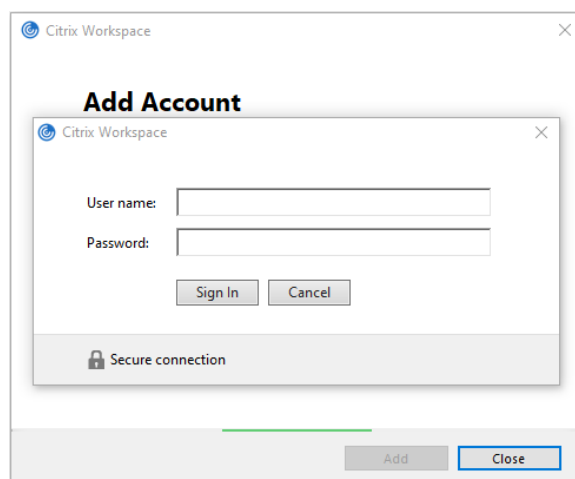 Citrix Workspace
Add Account
Citrix Workspace
User name:
Password:
Sign In Cancel
Secure connection
Add Close